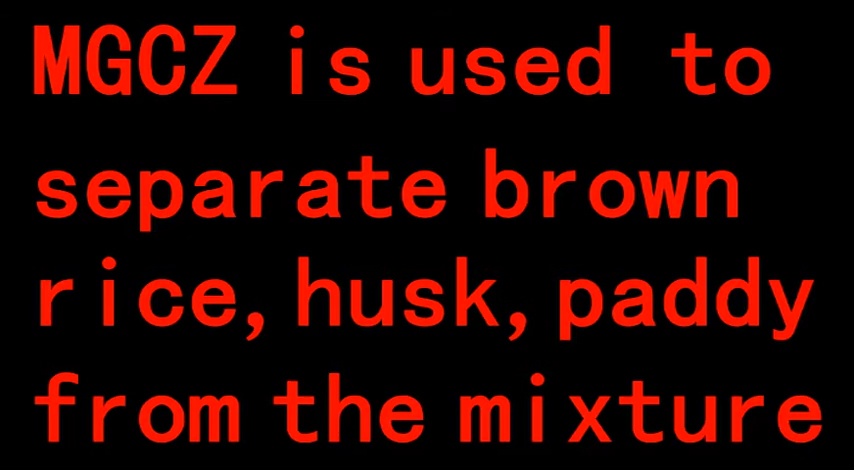 MGCZ is used to
separate brown
rice, husk, paddy
from the mixture